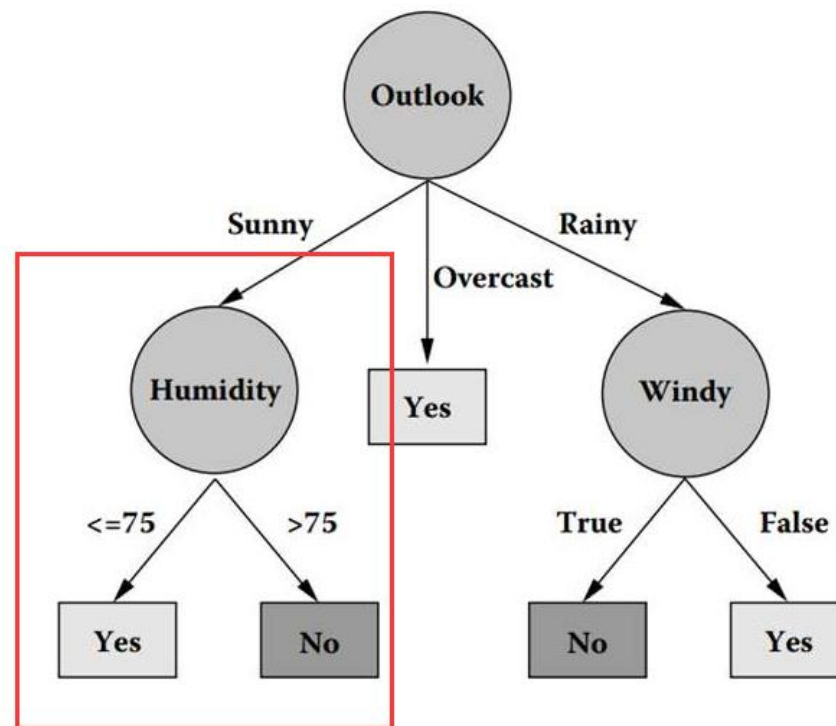 Outlook
Sunny
Rainy
Overcast
Humidity
Yes
Windy
<=75
>75
True
False
Yes
No
No
Yes